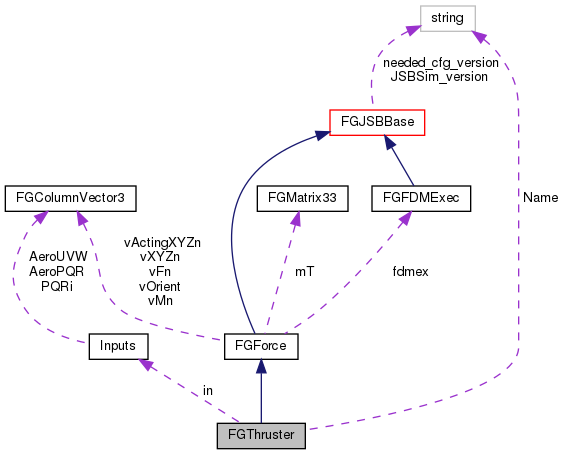 string
needed_cfg_version
JSBSim_version
FGJSBBase
FGColumnVector3
FGMatrix33
FGFDMExec
Name
AeroUVW
AeroPQR
PQRi
vActingXYZn
vXYZn
vFn
vOrient
vMn
mT
fdmex
Inputs
FGForce
in
FGThruster